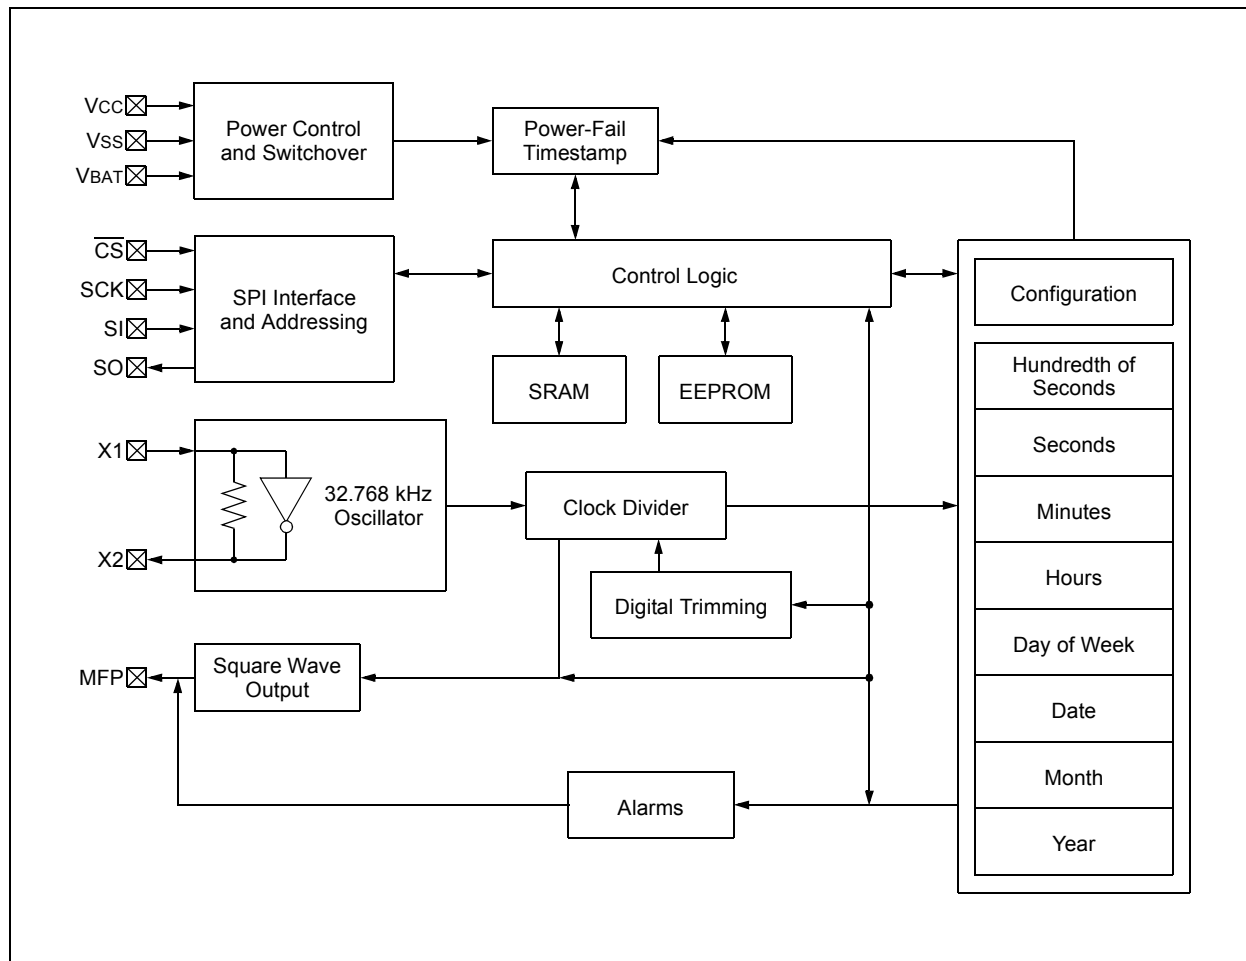 VCC
VSS
VBAT
Power Control
and Switchover
Power-Fail
Timestamp
CS
SCK
SI
SO
SPI Interface
and Addressing
Control Logic
SRAM
EEPROM
Configuration
Hundredth of
Seconds
Seconds
Minutes
Hours
Day of Week
Date
Month
Year
X1
X2
32.768 kHz
Oscillator
Clock Divider
Digital Trimming
MFP
Square Wave
Output
Alarms